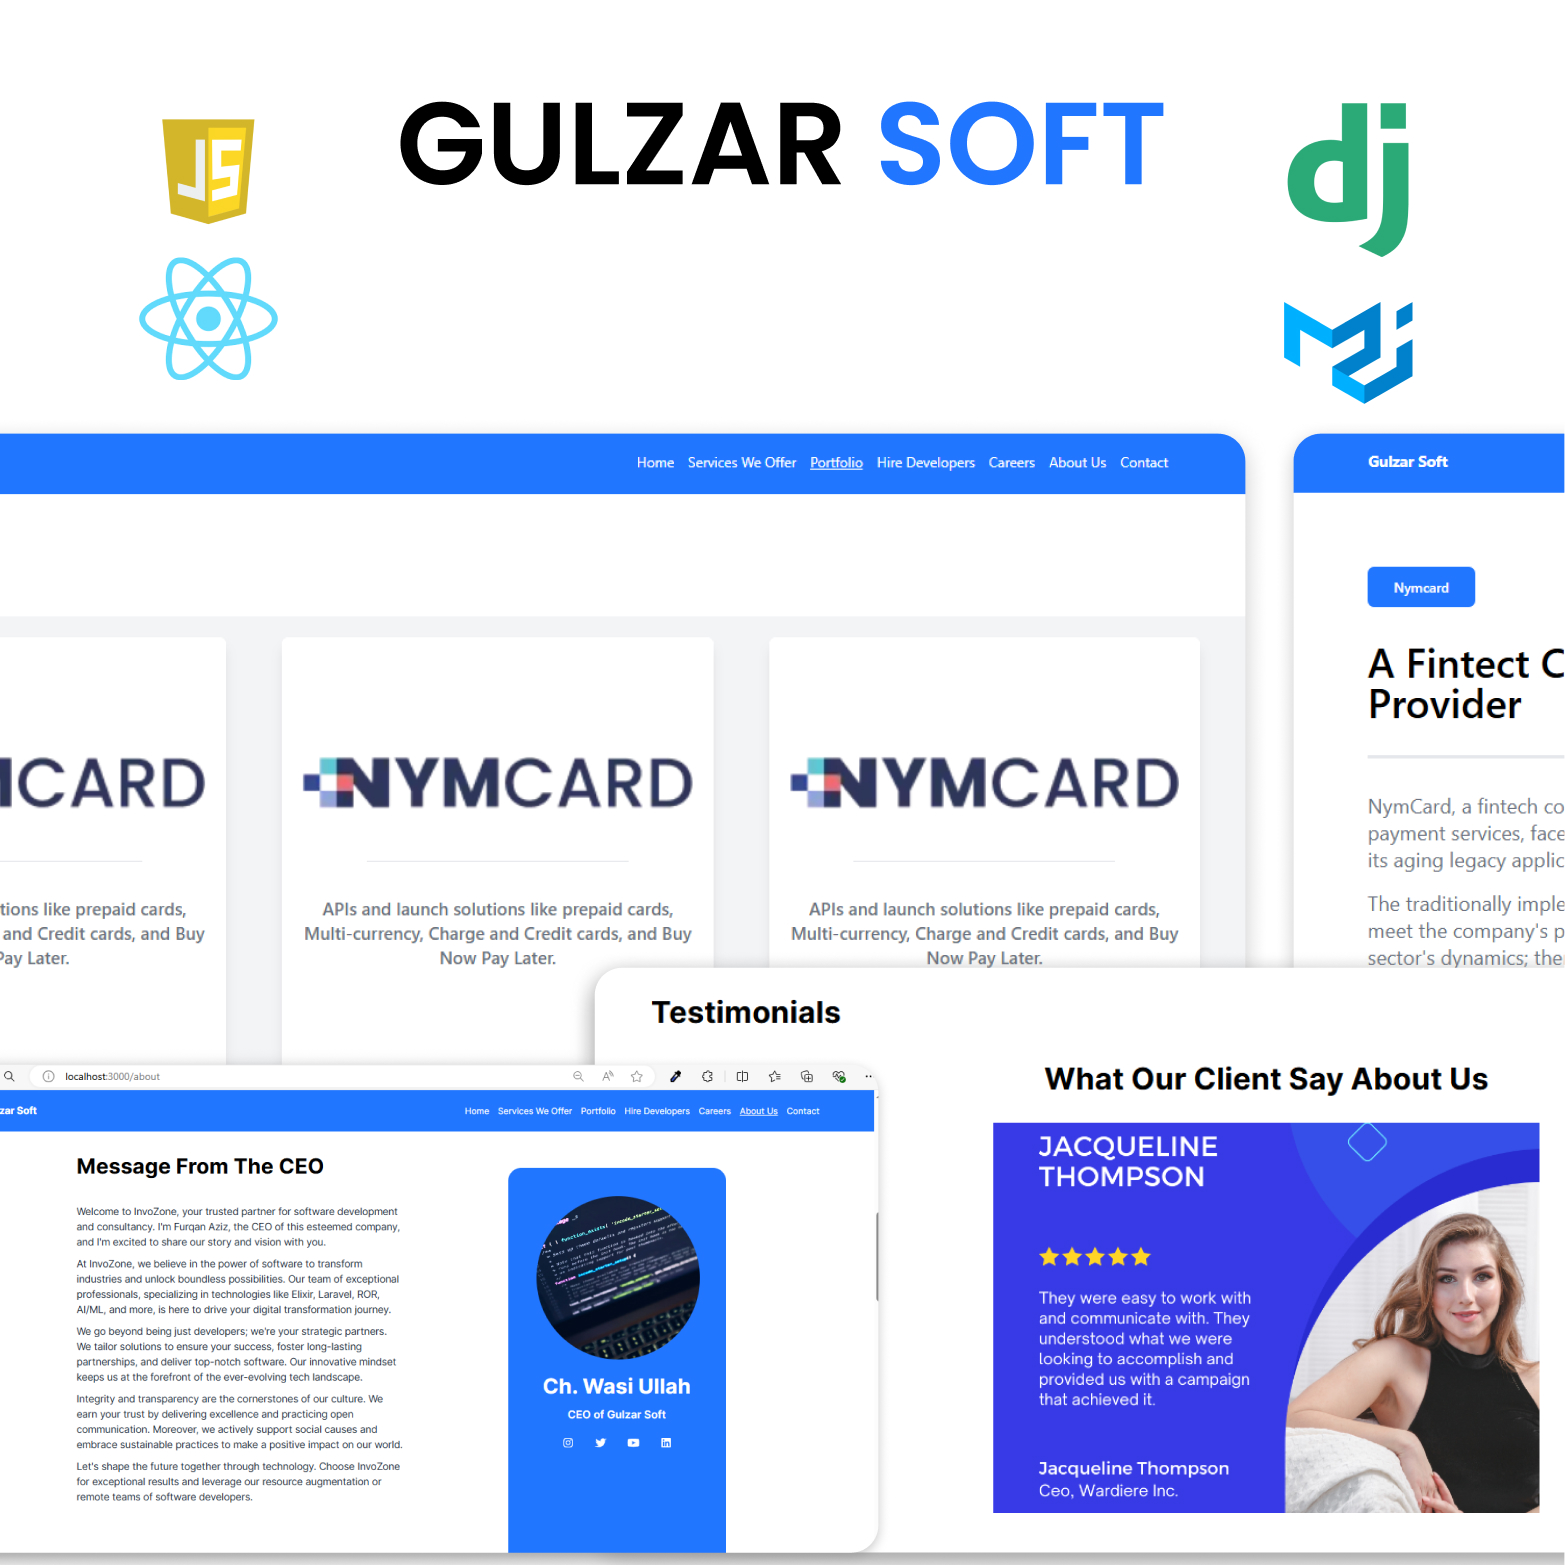 GULZAR SOFT
JS
dj
Home Services We Offer Portfolio Hire Developers Careers About Us Contact
MCARD
tions like prepaid cards,
and Credit cards, and Buy
Pay Later.
NYMCARD
APIs and launch solutions like prepaid cards,
Multi-currency, Charge and Credit cards, and Buy
Now Pay Later.
NYMCARD
APIs and launch solutions like prepaid cards,
Multi-currency, Charge and Credit cards, and Buy
Now Pay Later.
Gulzar Soft
Nymcard
A Fintect C
Provider
NymCard, a fintech co
payment services, face
its aging legacy applic
The traditionally imple
meet the company's p
sector's dynamics; the
Testimonials
What Our Client Say About Us
JACQUELINE
THOMPSON
They were easy to work with
and communicate with. They
understood what we were
looking to accomplish and
provided us with a campaign
that achieved it.
Jacqueline Thompson
Ceo, Wardiere Inc.
localhost:3000/about
zar Soft
Home Services We Offer Portfolio Hire Developers Careers About Us Contact
Message From The CEO
Welcome to InvoZone, your trusted partner for software development
and consultancy. I'm Furqan Aziz, the CEO of this esteemed company,
and I'm excited to share our story and vision with you.
At InvoZone, we believe in the power of software to transform
industries and unlock boundless possibilities. Our team of exceptional
professionals, specializing in technologies like Elixir, Laravel, ROR,
AI/ML, and more, is here to drive your digital transformation journey.
We go beyond being just developers; we're your strategic partners.
We tailor solutions to ensure your success, foster long-lasting
partnerships, and deliver top-notch software. Our innovative mindset
keeps us at the forefront of the ever-evolving tech landscape.
Integrity and transparency are the cornerstones of our culture. We
earn your trust by delivering excellence and practicing open
communication. Moreover, we actively support social causes and
embrace sustainable practices to make a positive impact on our world.
Let's shape the future together through technology. Choose InvoZone
for exceptional results and leverage our resource augmentation or
remote teams of software developers.
Ch. Wasi Ullah
CEO of Gulzar Soft